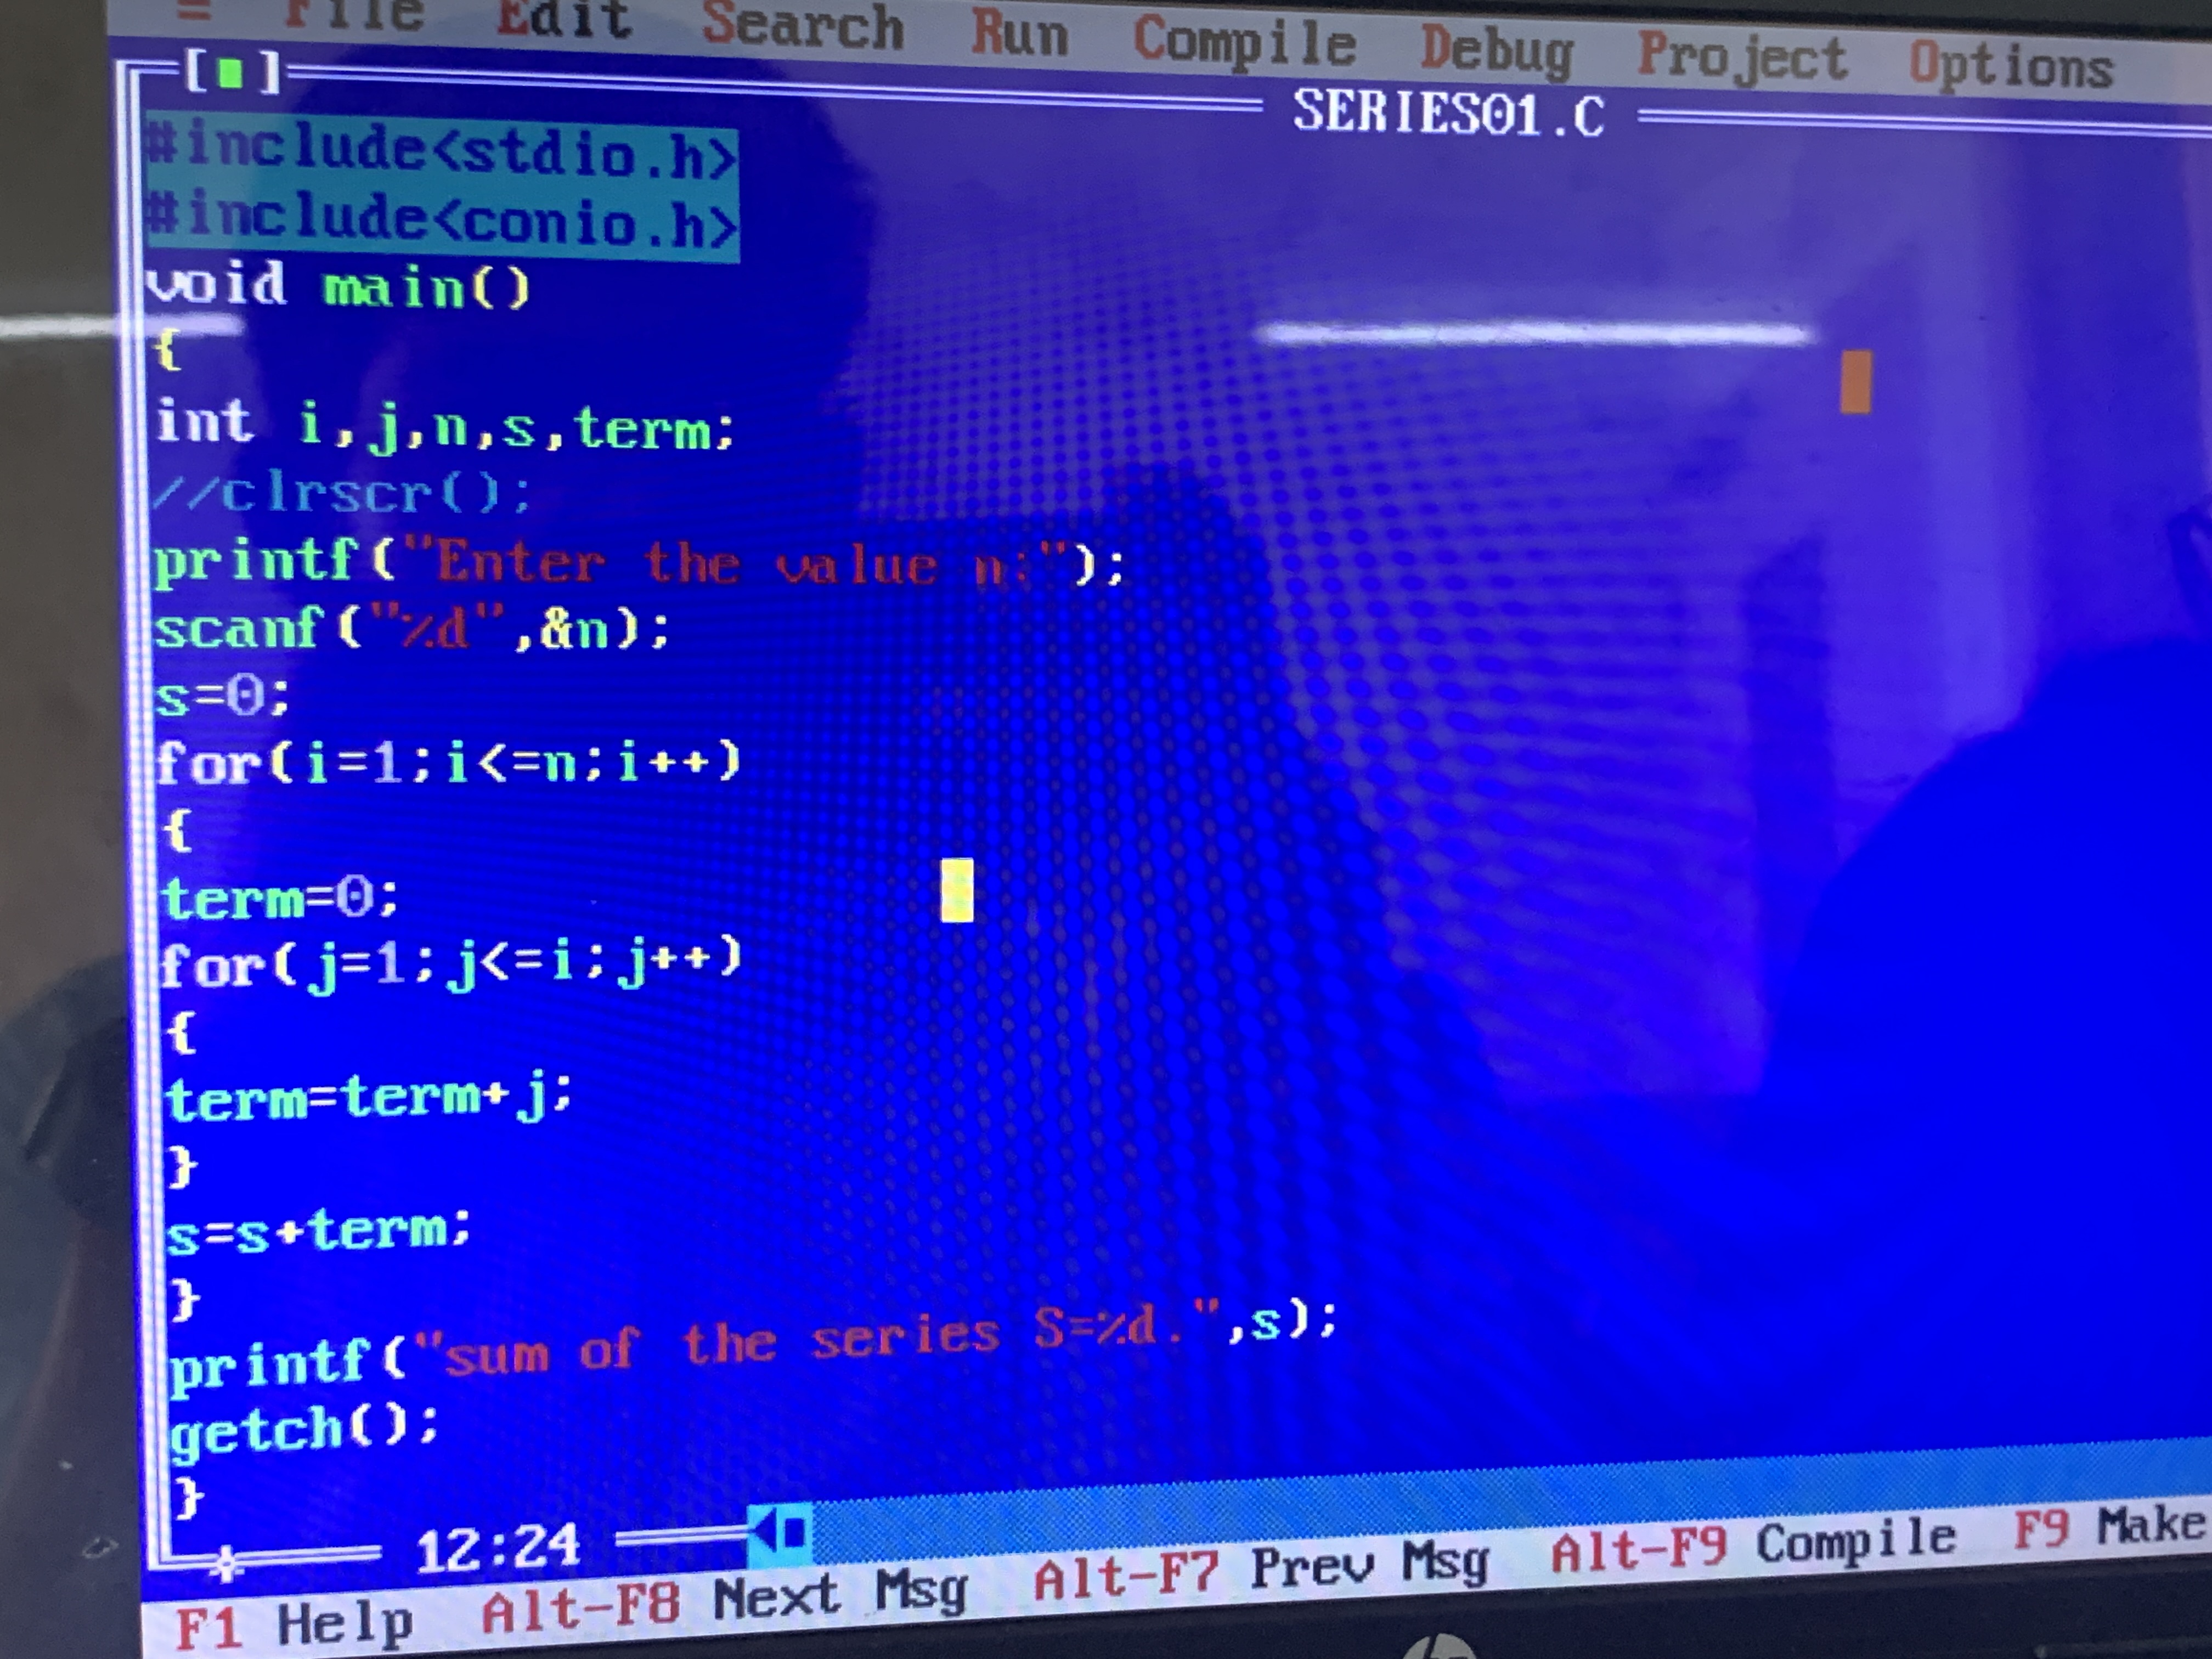 ≡ File Edit Search Run Compile Debug Project Options
[■] SERIES01.C
#include<stdio.h>
#include<conio.h>
void main()
{
int i,j,n,s,term;
//clrscr();
printf("Enter the value n:");
scanf("%d",&n);
s=0;
for(i=1;i<=n;i++)
{
term=0;
for(j=1;j<=i;j++)
{
term=term+j;
}
s=s+term;
}
printf("sum of the series S=%d.",s);
getch();
}
12:24
F1 Help Alt-F8 Next Msg Alt-F7 Prev Msg Alt-F9 Compile F9 Make